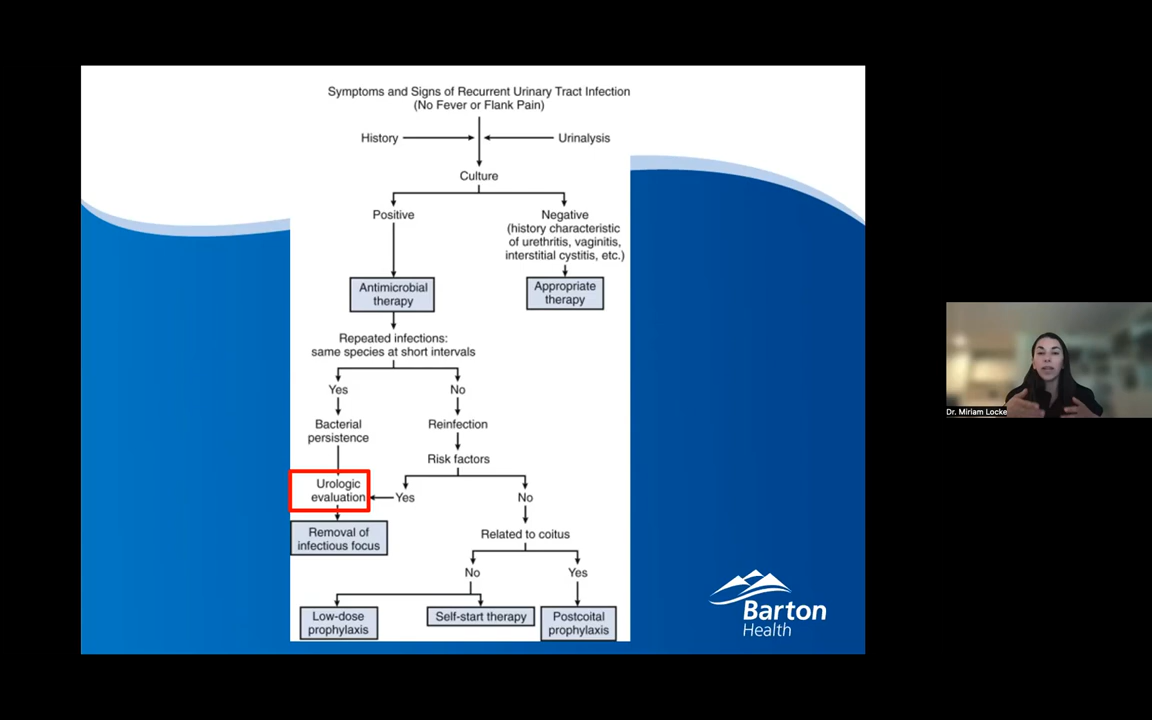 Symptoms and Signs of Recurrent Urinary Tract Infection
(No Fever or Flank Pain)
History
Urinalysis
Culture
Positive
Negative
(history characteristic
of urethritis, vaginitis,
interstitial cystitis, etc.)
Antimicrobial
therapy
Appropriate
therapy
Repeated infections:
same species at short intervals
Yes
No
Bacterial
persistence
Reinfection
Risk factors
Urologic
evaluation
Yes
No
Removal of
infectious focus
Related to coitus
No
Yes
Low-dose
prophylaxis
Self-start therapy
Postcoital
prophylaxis
Barton
Health
Dr. Miriam Locke